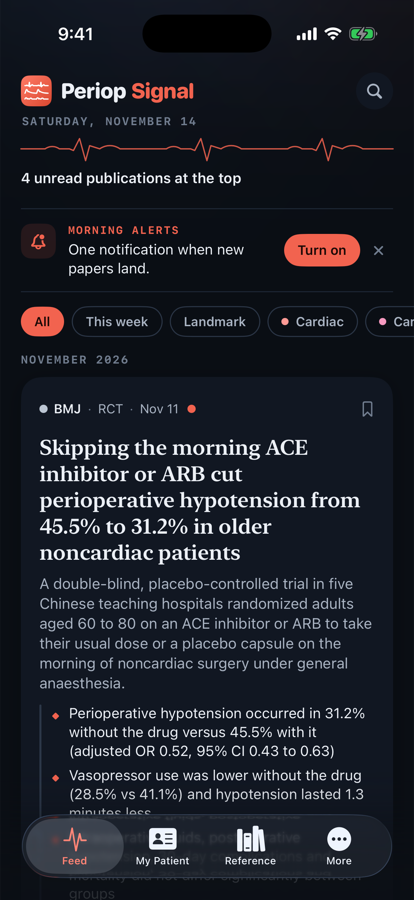 9:41
Periop Signal
SATURDAY, NOVEMBER 14
4 unread publications at the top
MORNING ALERTS
One notification when new
papers land.
Turn on
All
This week
Landmark
Cardiac
Car
NOVEMBER 2026
BMJ · RCT · Nov 11
Skipping the morning ACE
inhibitor or ARB cut
perioperative hypotension from
45.5% to 31.2% in older
noncardiac patients
A double-blind, placebo-controlled trial in five
Chinese teaching hospitals randomized adults
aged 60 to 80 on an ACE inhibitor or ARB to take
their usual dose or a placebo capsule on the
morning of noncardiac surgery under general
anaesthesia.
Perioperative hypotension occurred in 31.2%
without the drug versus 45.5% with it
(adjusted OR 0.52, 95% CI 0.43 to 0.63)
Vasopressor use was lower without the drug
(28.5% vs 41.1%) and hypotension lasted 1.3
minutes less
Feed
My Patient
Reference
More
groups